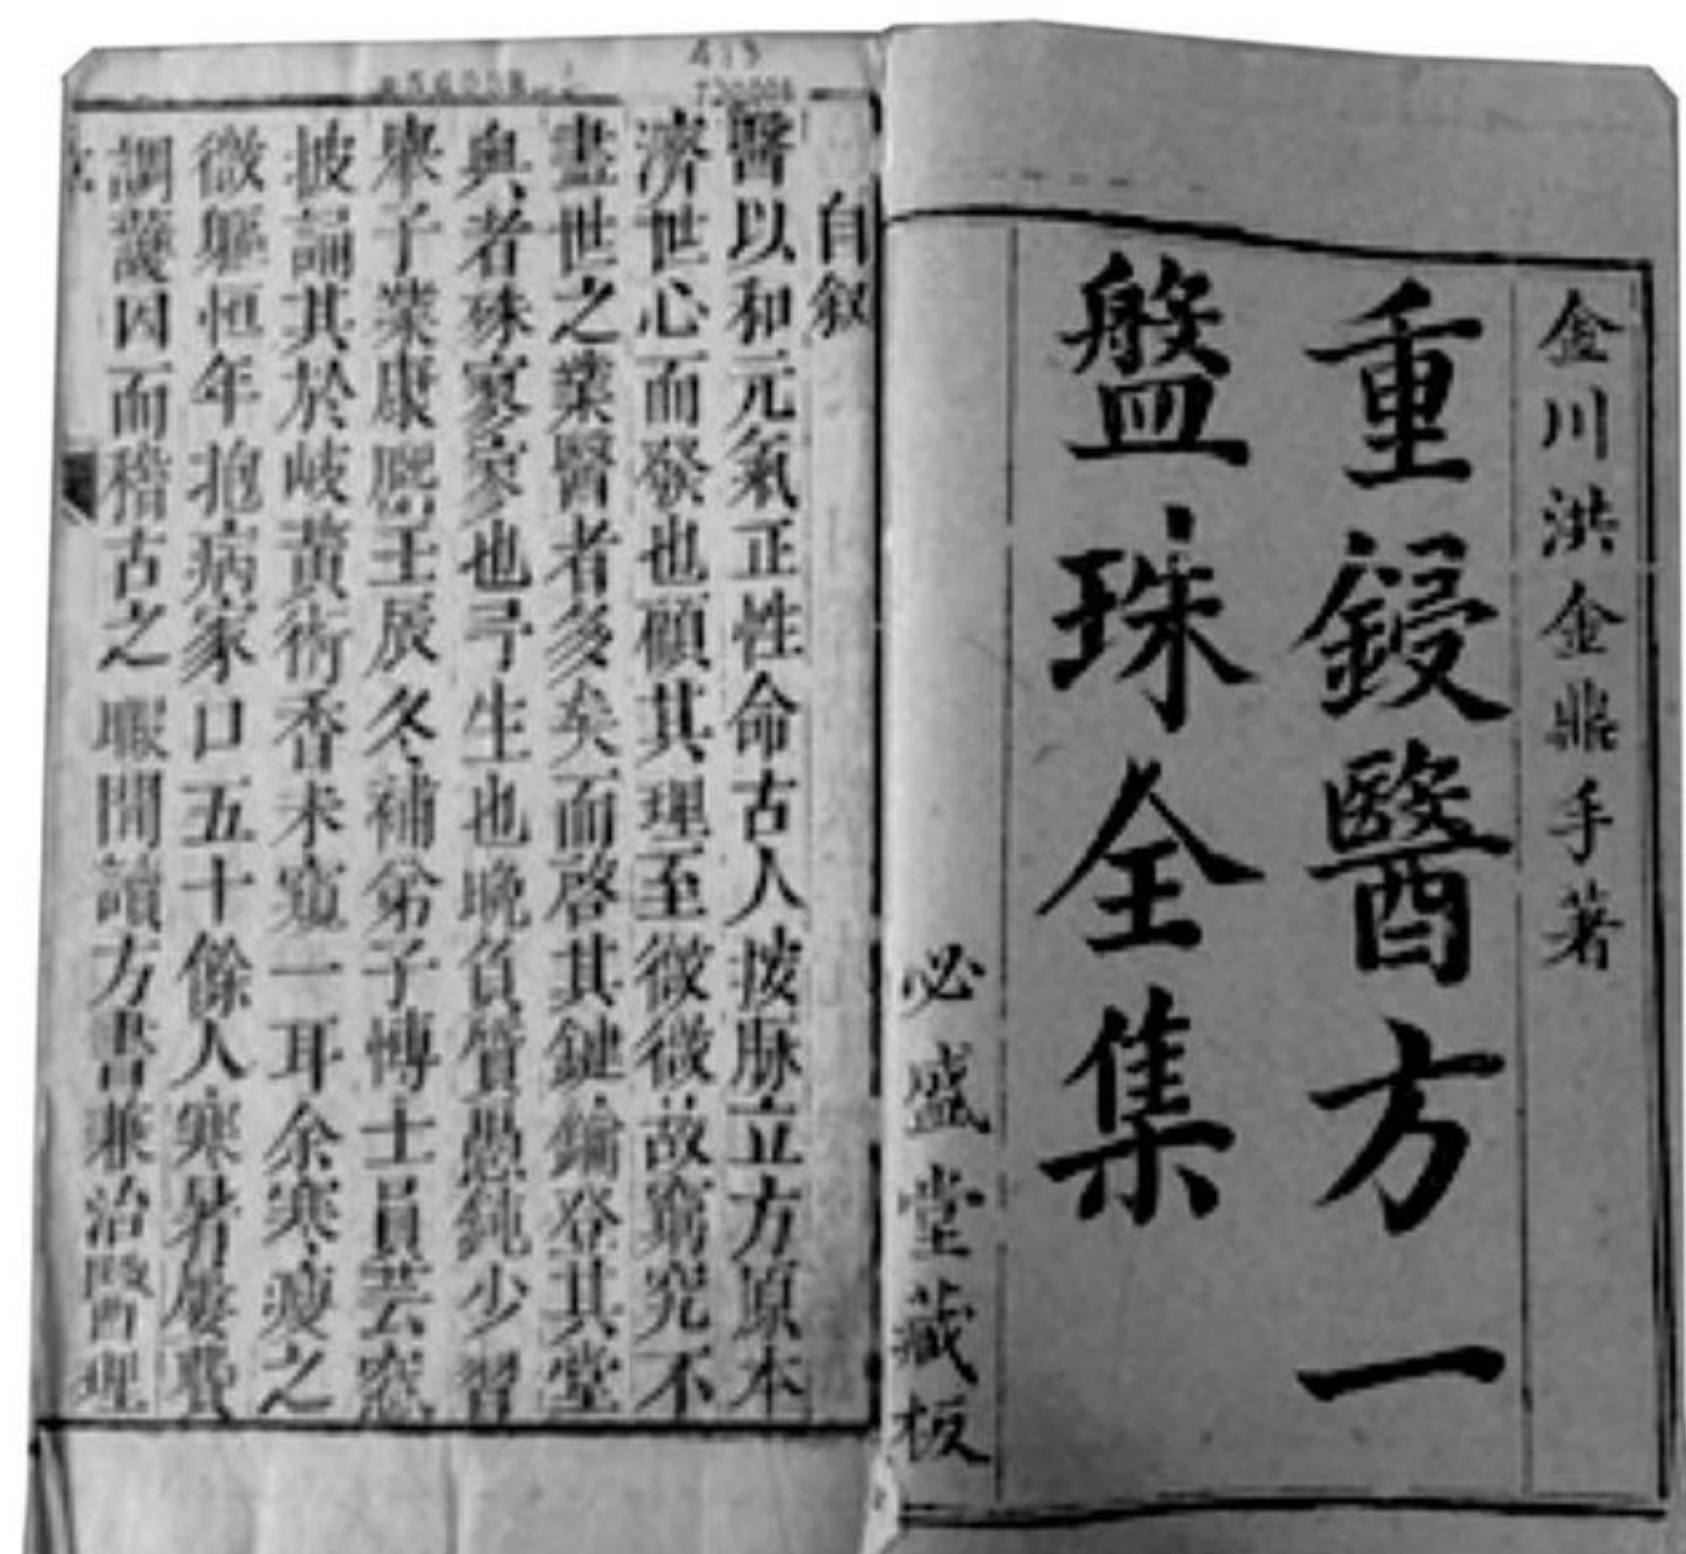 金川洪金鼎手著
重鋟醫方一
盤珠全集
必盛堂藏板
自敘
醫以和元氣正性命古人按脉立方原本
濟世心而發也顧其理至微微故窮究不
盡世之業醫者多矣而啓其鍵鑰登其堂
奧者殊寥寥也予生也晚負質愚鈍少習
舉子業康熙壬辰冬補弟子博士員芸窓
披誦其於岐黃術杳未窺一耳余寒疲之
微軀恒年抱病家口五十餘人寒暑屢費
調護因而稽古之暇間讀方書兼治醫理